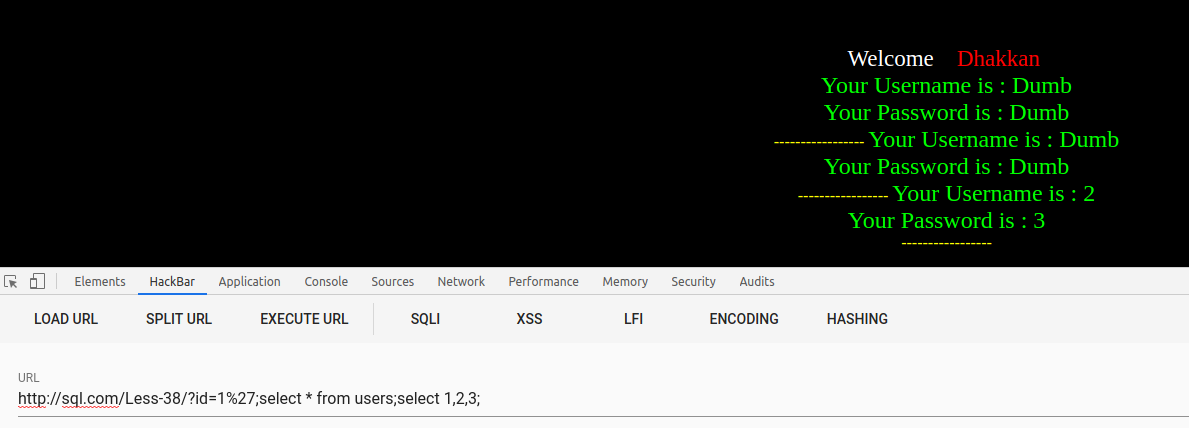 Welcome Dhakkan
Your Username is : Dumb
Your Password is : Dumb
----------------- Your Username is : Dumb
Your Password is : Dumb
----------------- Your Username is : 2
Your Password is : 3
-----------------
Elements HackBar Application Console Sources Network Performance Memory Security Audits
LOAD URL SPLIT URL EXECUTE URL SQLI XSS LFI ENCODING HASHING
URL
http://sql.com/Less-38/?id=1%27;select * from users;select 1,2,3;